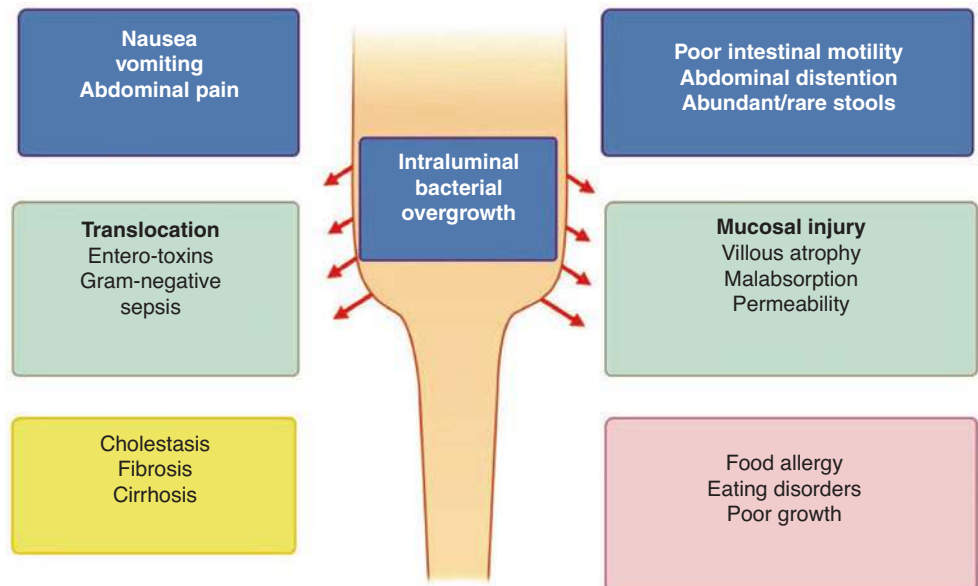 Nausea
vomiting
Abdominal pain
Poor intestinal motility
Abdominal distention
Abundant/rare stools
Intraluminal
bacterial
overgrowth
Translocation
Entero-toxins
Gram-negative
sepsis
Mucosal injury
Villous atrophy
Malabsorption
Permeability
Cholestasis
Fibrosis
Cirrhosis
Food allergy
Eating disorders
Poor growth